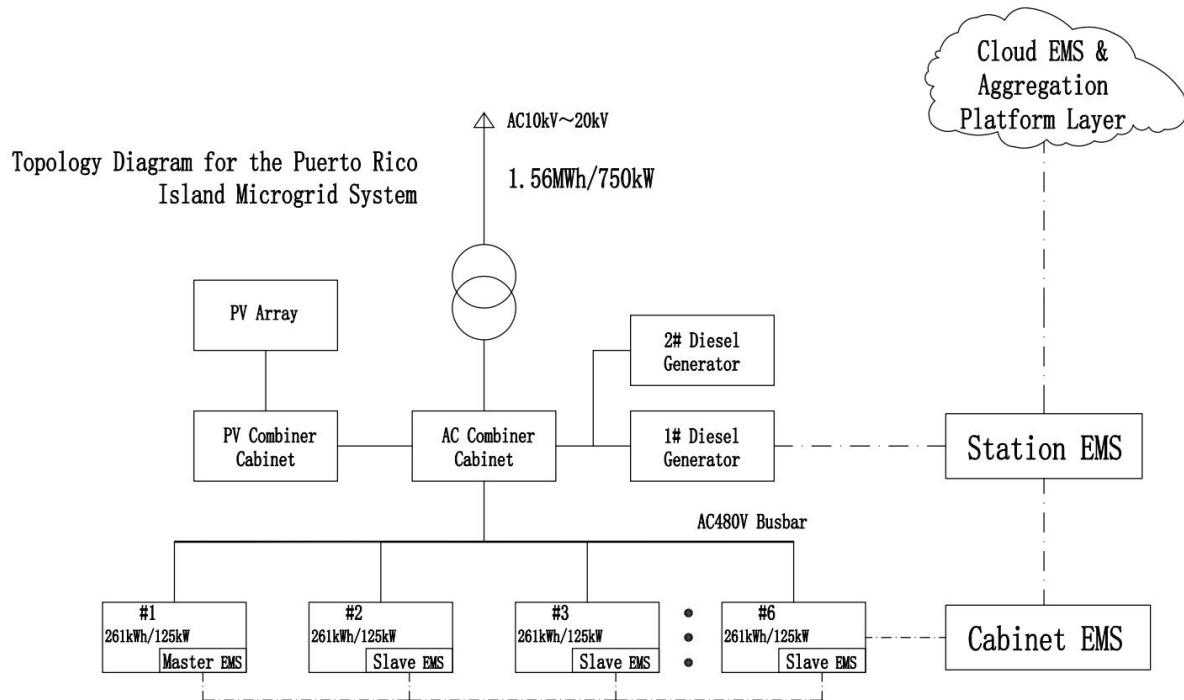 Cloud EMS &
Aggregation
Platform Layer
AC10kV～20kV
Topology Diagram for the Puerto Rico
Island Microgrid System
1.56MWh/750kW
PV Array
2# Diesel
Generator
PV Combiner
Cabinet
AC Combiner
Cabinet
1# Diesel
Generator
Station EMS
AC480V Busbar
#1
261kWh/125kW
Master EMS
#2
261kWh/125kW
Slave EMS
#3
261kWh/125kW
Slave EMS
#6
261kWh/125kW
Slave EMS
Cabinet EMS